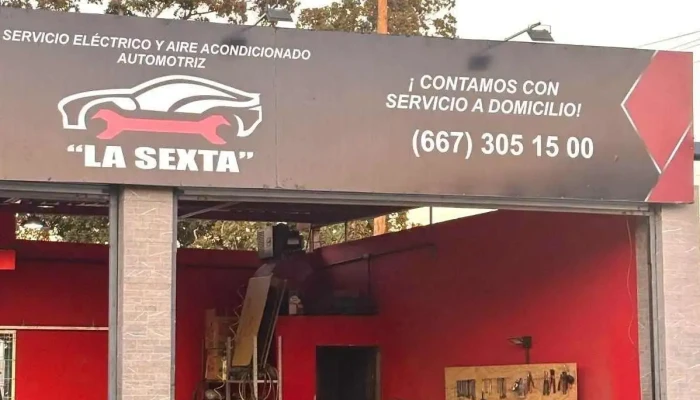 SERVICIO ELÉCTRICO Y AIRE ACONDICIONADO
AUTOMOTRIZ
"LA SEXTA"
¡ CONTAMOS CON
SERVICIO A DOMICILIO!
(667) 305 15 00